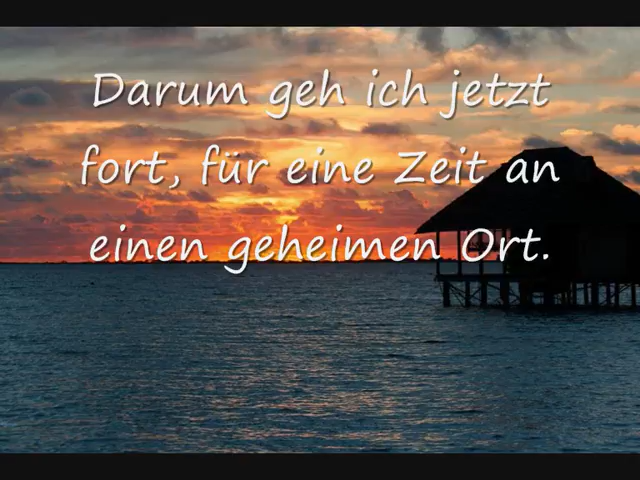 Darum geh ich jetzt
fort, für eine Zeit an
einen geheimen Ort.